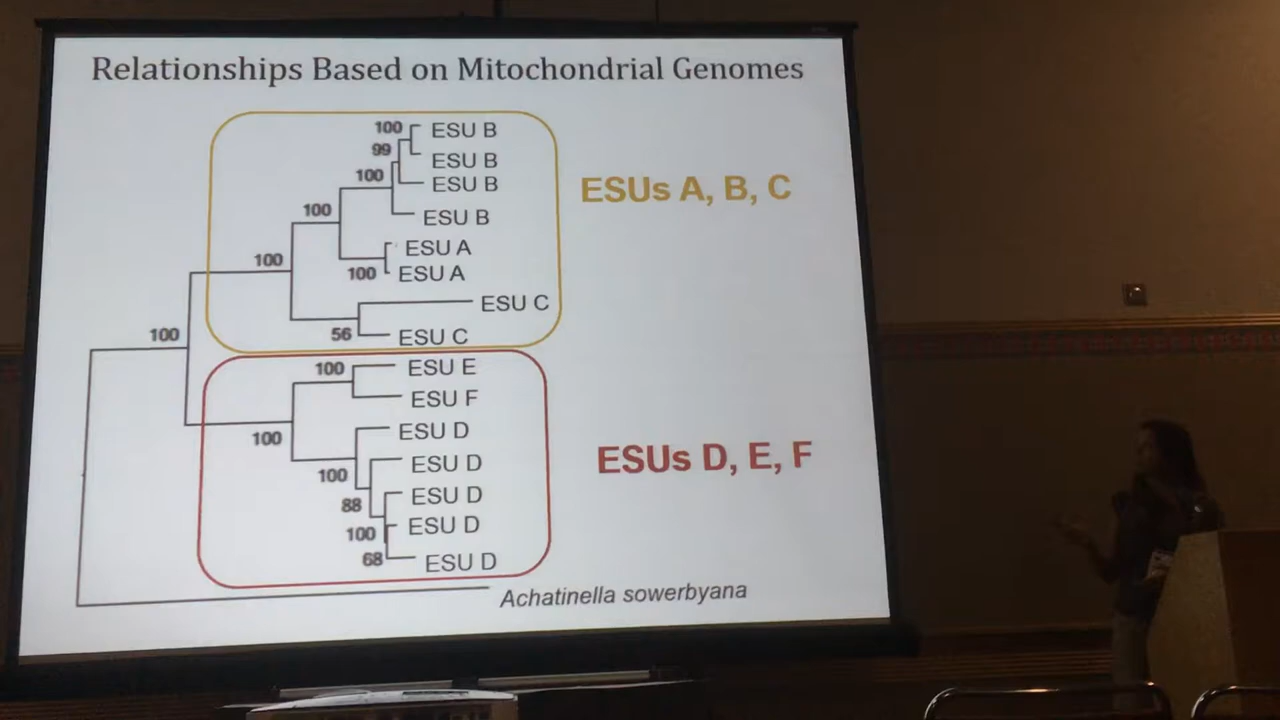 Relationships Based on Mitochondrial Genomes
100
ESU B
99
ESU B
100
ESU B
100
ESU B
ESU A
100
100
ESU A
ESU C
100
56
ESU C
ESUs A, B, C
100
ESU E
ESU F
100
ESU D
100
ESU D
88
ESU D
100
ESU D
68
ESU D
ESUs D, E, F
Achatinella sowerbyana